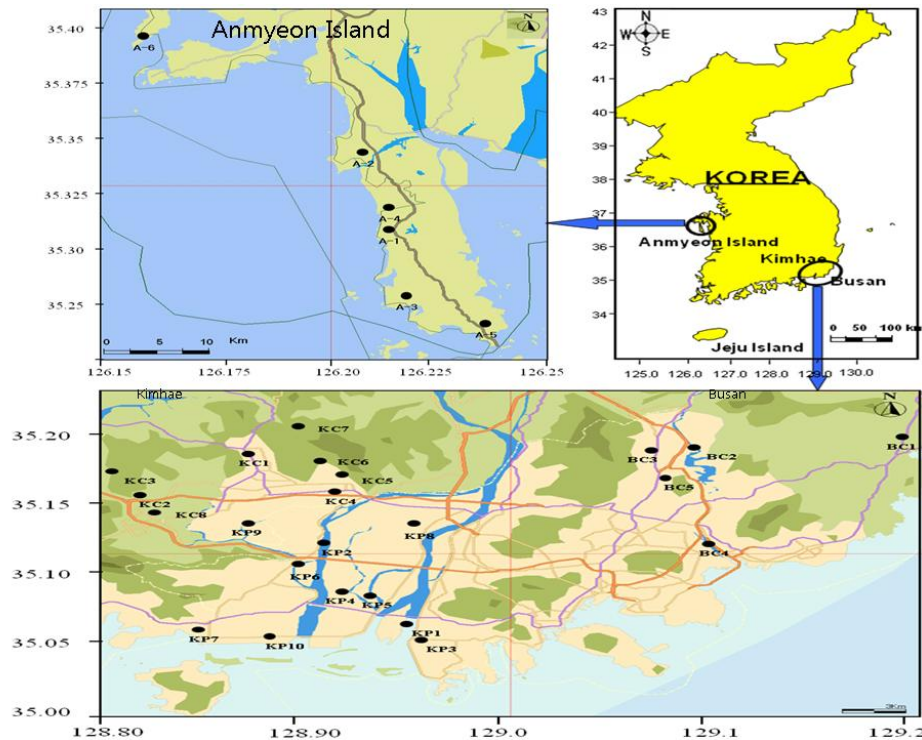 Anmyeon Island
N
35.40
A-6
35.375
35.35
A-2
35.325
A-4
A-1
35.30
A-3
35.25
A-5
0 5 10 Km
126.15 126.175 126.20 126.225 126.25
43
N
W E
S
42
41
40
39
38
KOREA
37
Anmyeon Island
36
Kimhae
35
Busan
34
0 50 100 km
Jeju Island
33
125.0 126.0 127.0 128.0 129.0 130.0
Kimhae Busan
N
35.20
KC7
BC1
KC1
BC3
BC2
KC6
KC3
KC5
BC5
KC2
KC4
35.15
KC8
KP9
KP8
KP2
BC4
35.10
KP6
KP4
KP5
35.05
KP7
KP10
KP1
KP3
35.00
3Km
128.80 128.90 129.0 129.1 129.2